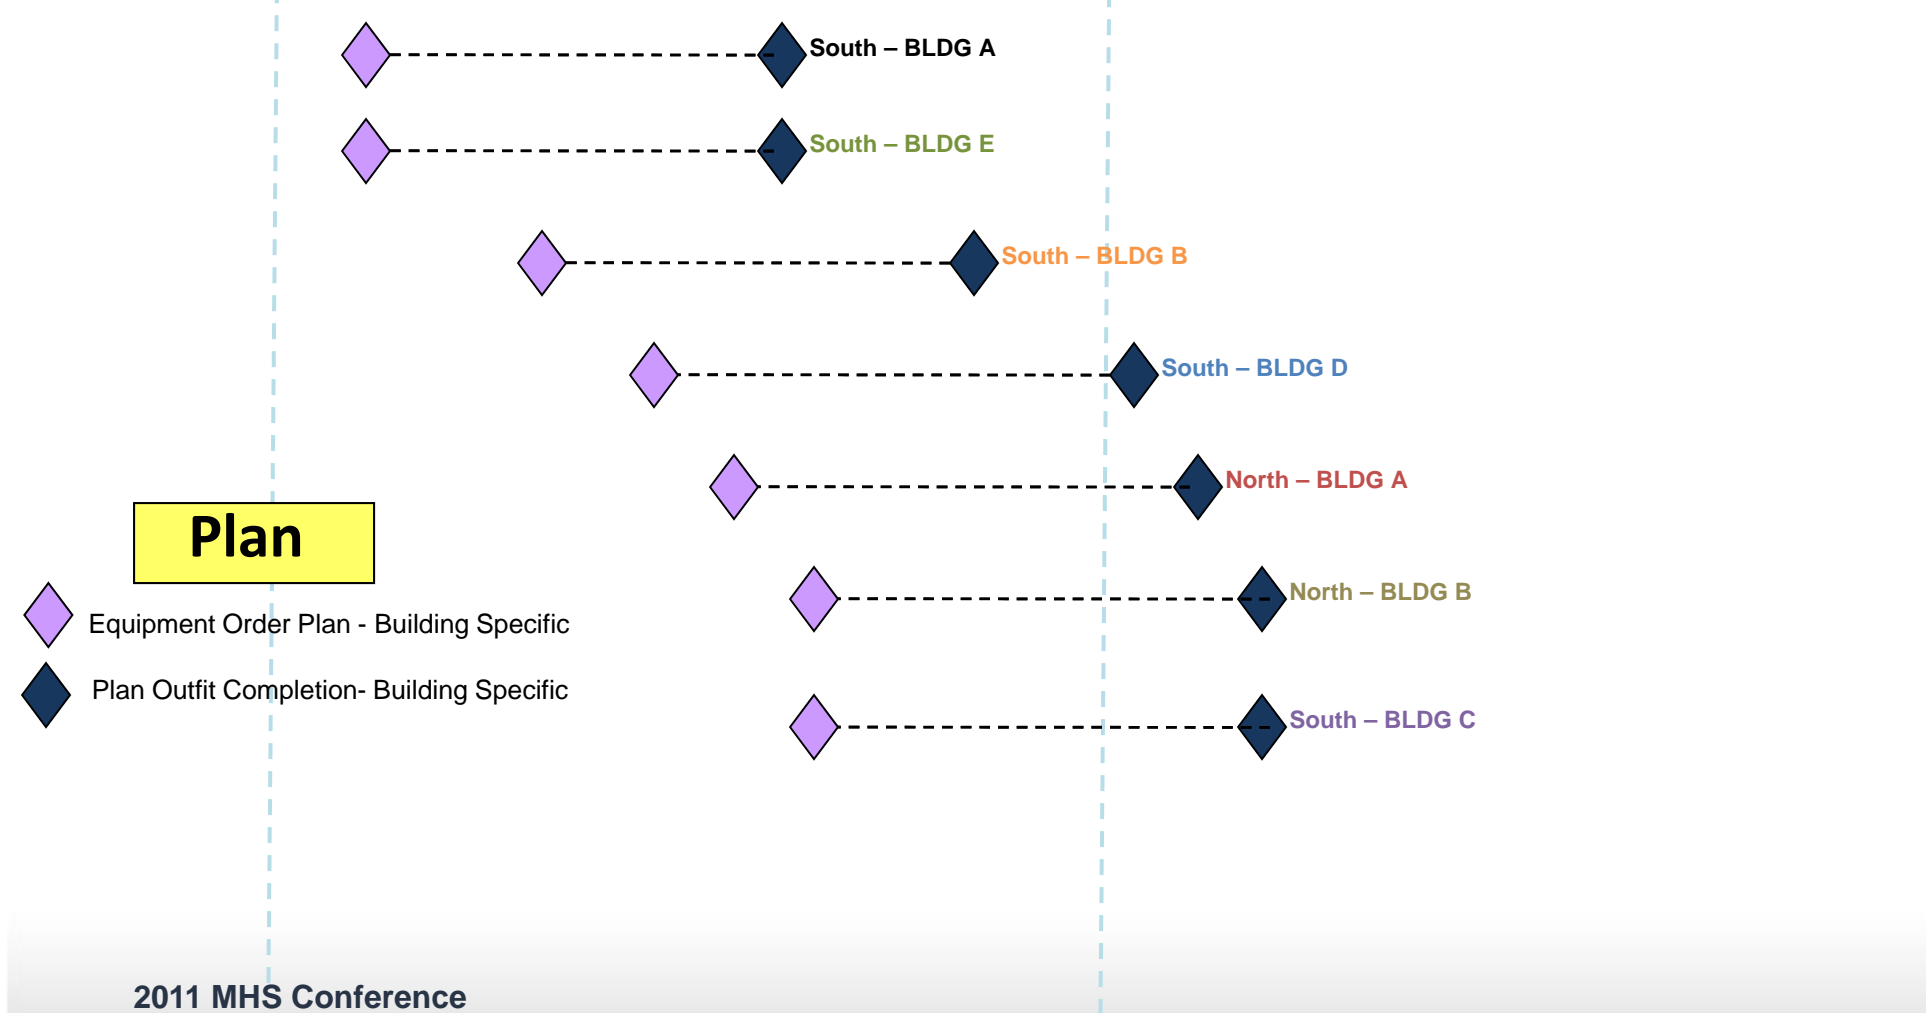 South – BLDG A
South – BLDG E
South – BLDG B
South – BLDG D
North – BLDG A
Plan
North – BLDG B
Equipment Order Plan - Building Specific
Plan Outfit Completion- Building Specific
South – BLDG C
2011 MHS Conference